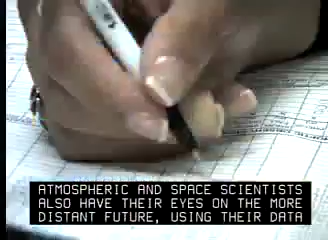 ATMOSPHERIC AND SPACE SCIENTISTS
ALSO HAVE THEIR EYES ON THE MORE
DISTANT FUTURE, USING THEIR DATA